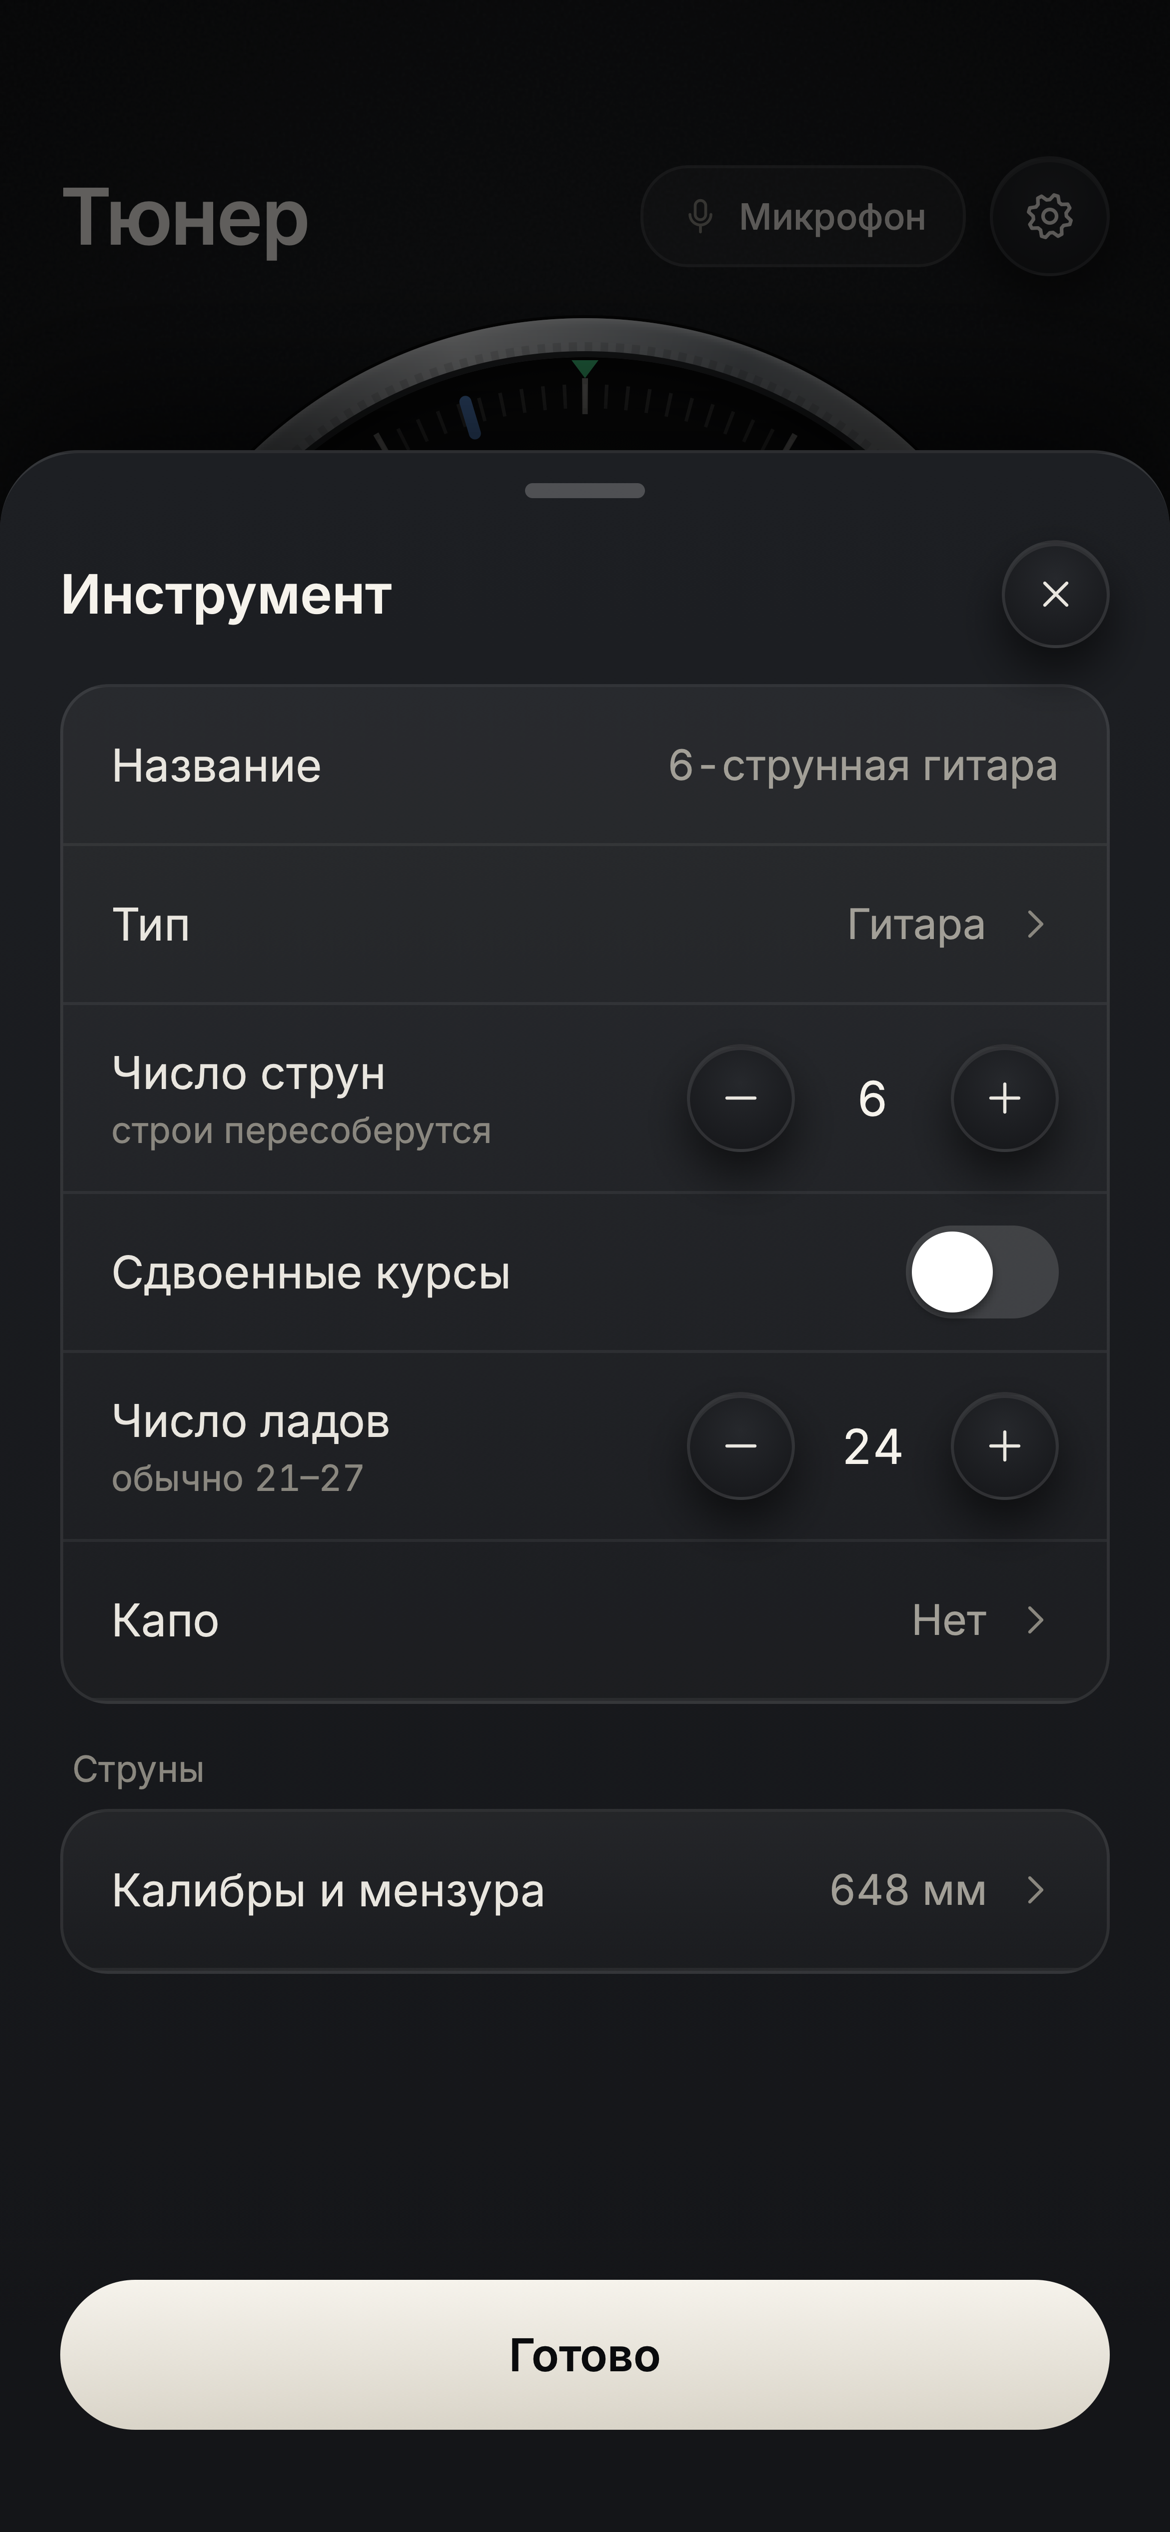 Тюнер
Микрофон
Инструмент
Название
6-струнная гитара
Тип
Гитара
Число струн
строи пересоберутся
6
Сдвоенные курсы
Число ладов
обычно 21–27
24
Капо
Нет
Струны
Калибры и мензура
648 мм
Готово